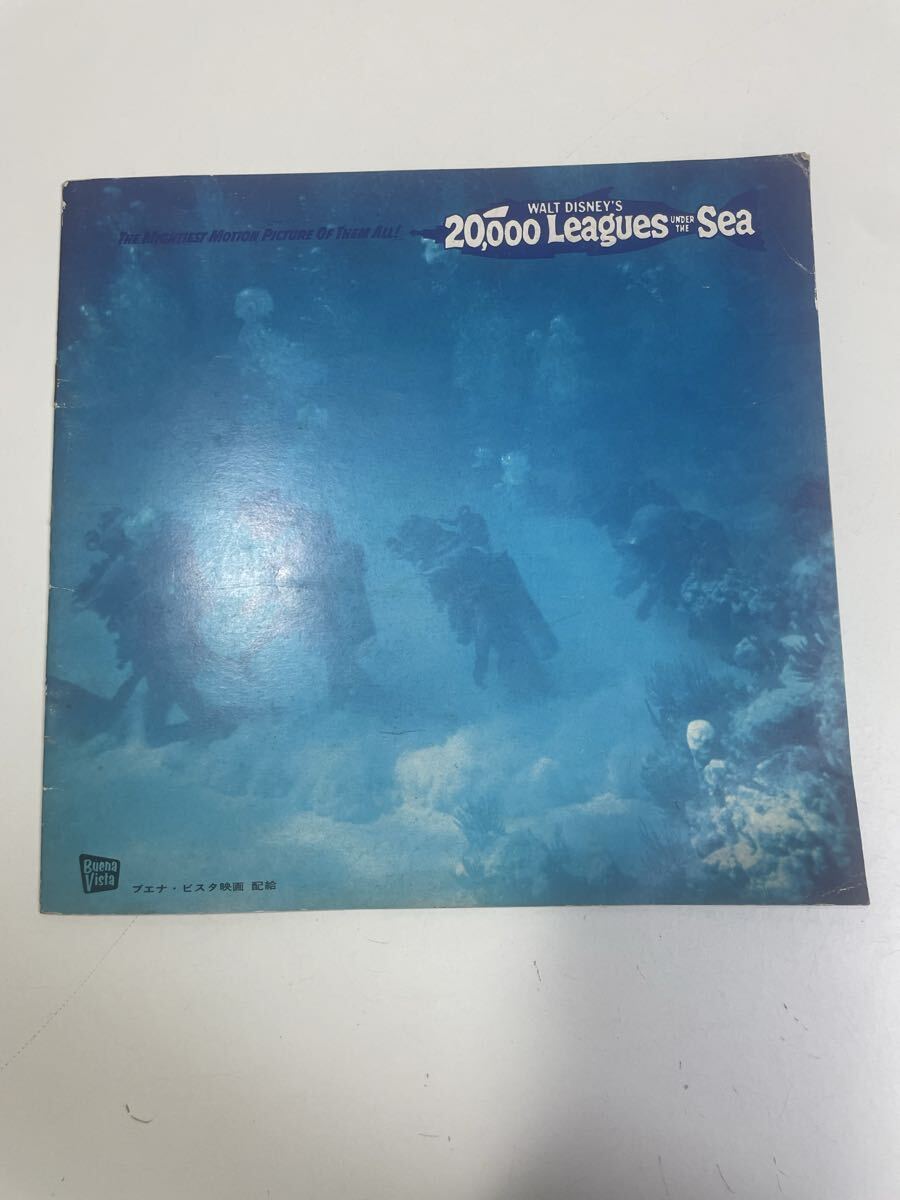 WALT DISNEY'S
THE MIGHTIEST MOTION PICTURE OF THEM ALL!
20,000 Leagues UNDER THE Sea
Buena
Vista
ブエナ・ビスタ映画 配給